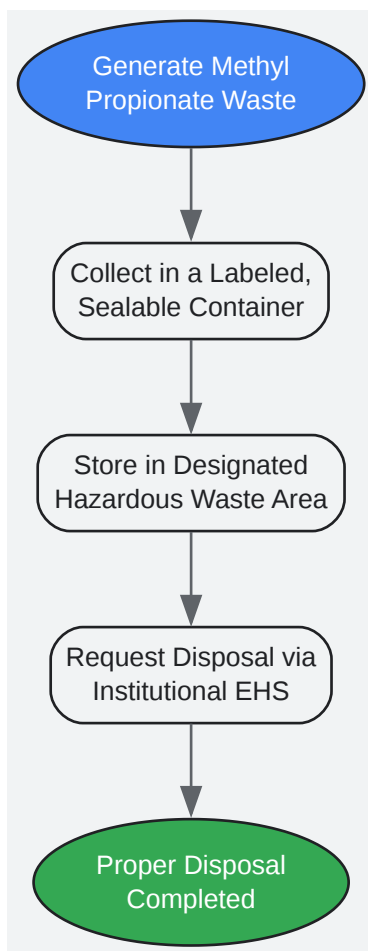 Generate Methyl
Propionate Waste
Collect in a Labeled,
Sealable Container
Store in Designated
Hazardous Waste Area
Request Disposal via
Institutional EHS
Proper Disposal
Completed